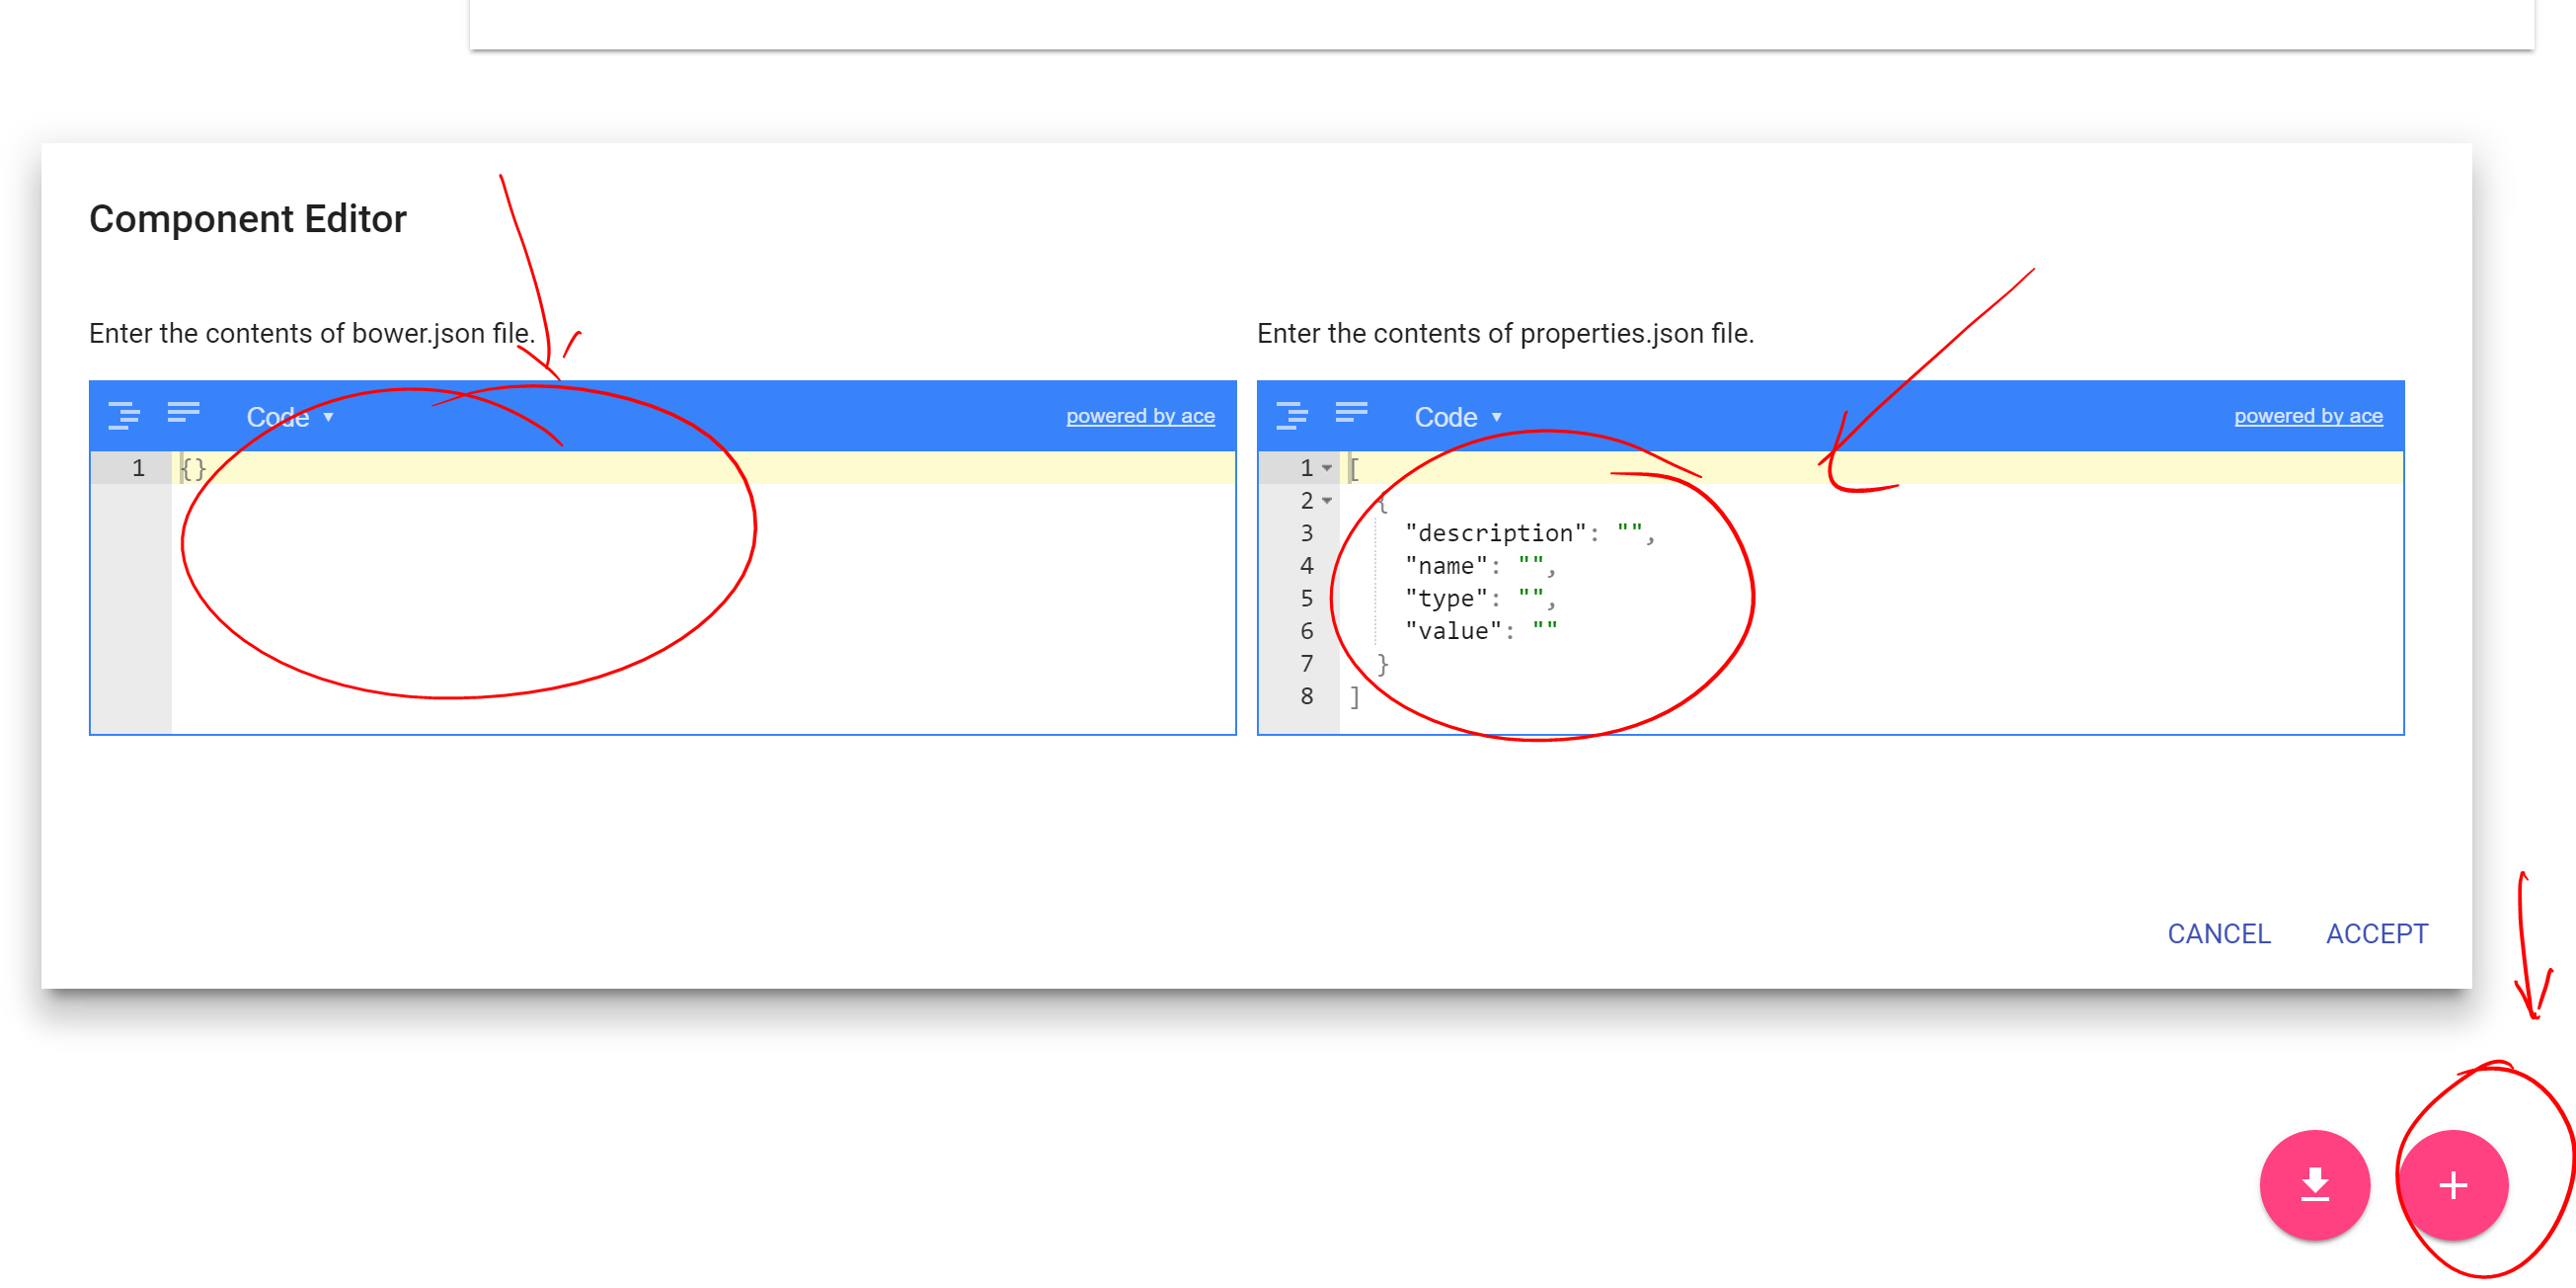 Component Editor
Enter the contents of bower.json file.
Enter the contents of properties.json file.
Code ▼ powered by ace
1 {}
Code ▼ powered by ace
1 [
2 {
3 "description": "",
4 "name": "",
5 "type": "",
6 "value": ""
7 }
8 ]
CANCEL ACCEPT